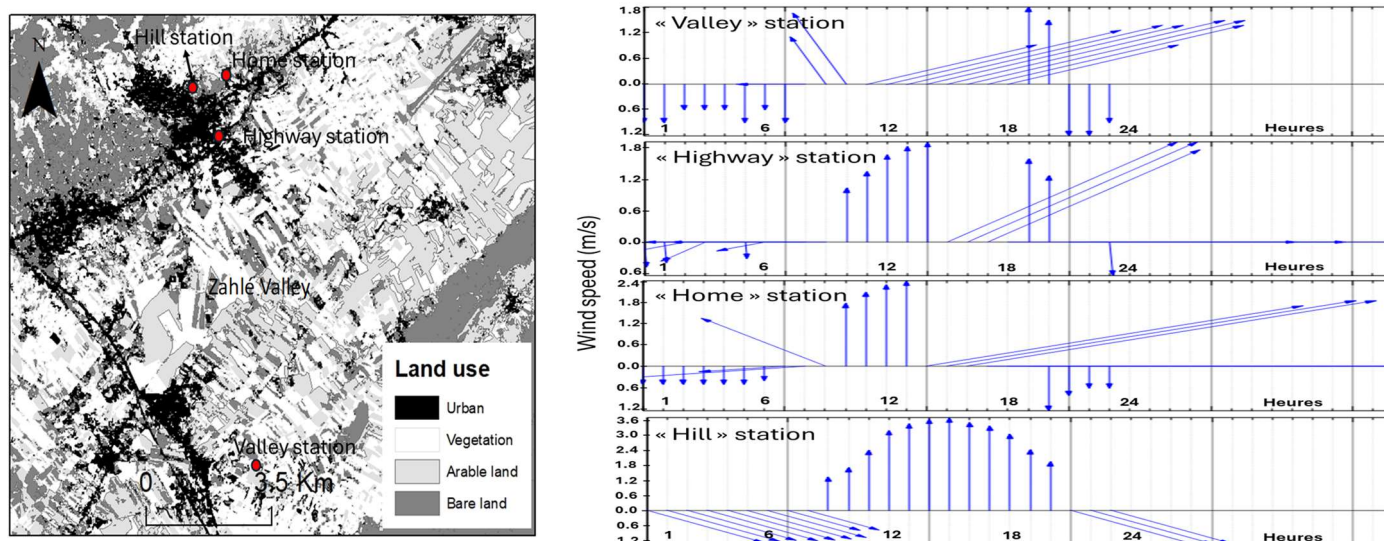 N
Hill station
Home station
Highway station
Zahlé Valley
Valley station
0 3.5 Km
1
Land use
Urban
Vegetation
Arable land
Bare land
Wind speed (m/s)
« Valley » station
1.8
1.2
0.6
0.0
0.6
1.2
1 6 12 18 24 Heures
« Highway » station
1.8
1.2
0.6
0.0
0.6
1 6 12 18 24 Heures
« Home » station
2.4
1.8
1.2
0.6
0.0
0.6
1.2
1 6 12 18 24 Heures
« Hill » station
3.6
3.0
2.4
1.8
1.2
0.6
0.0
0.6
1.2
1 6 12 18 24 Heures